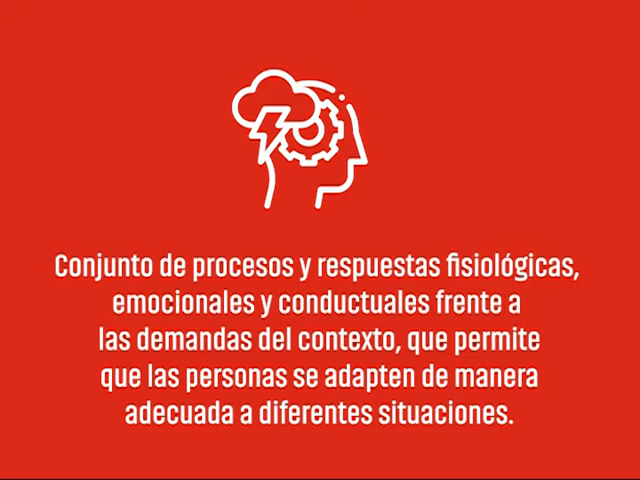 Conjunto de procesos y respuestas fisiológicas,
emocionales y conductuales frente a
las demandas del contexto, que permite
que las personas se adapten de manera
adecuada a diferentes situaciones.